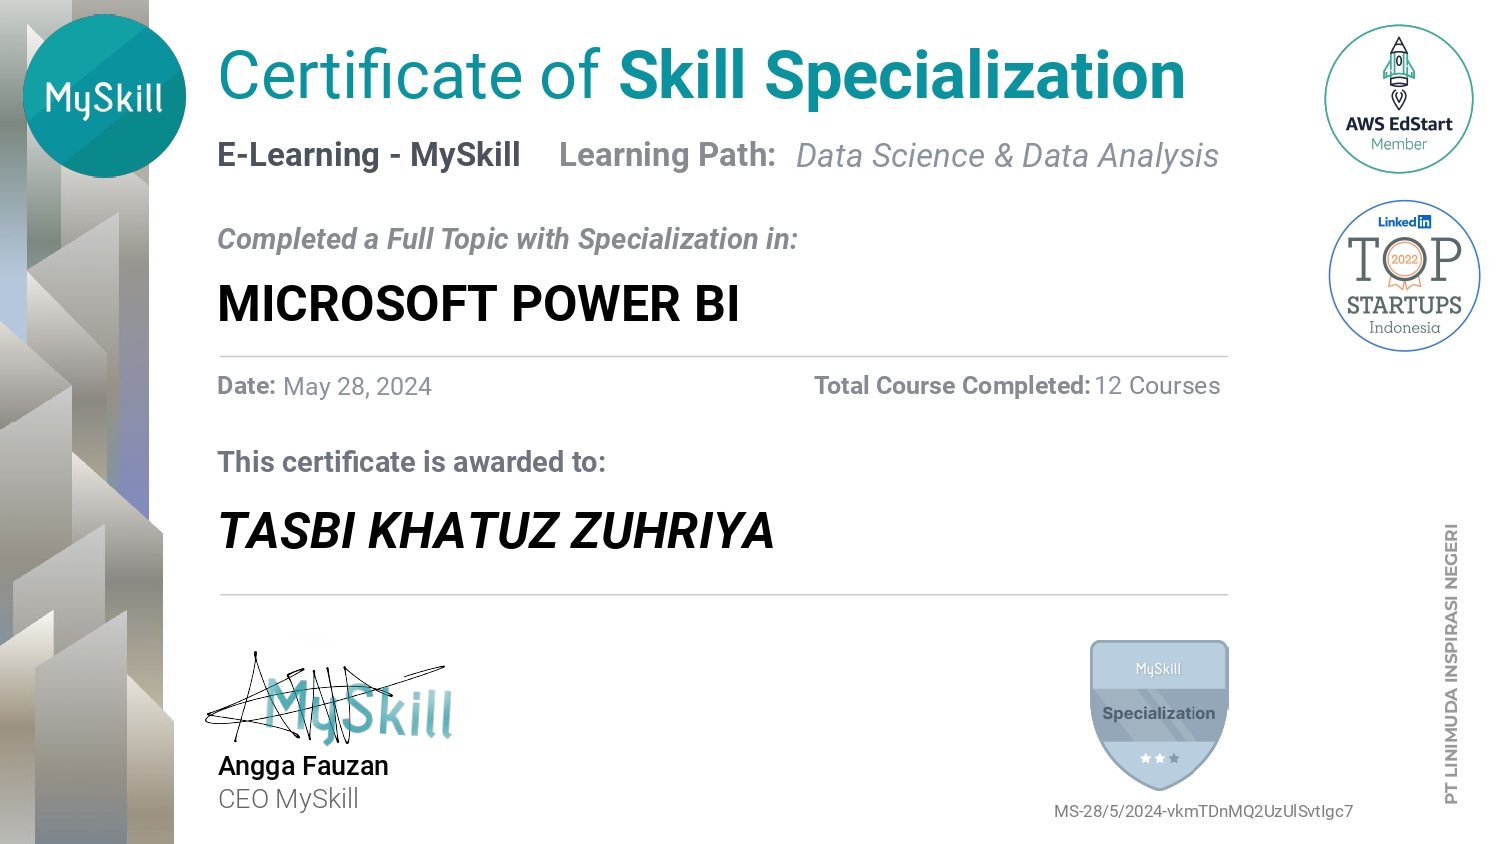 MySkill
Certificate of Skill Specialization
E-Learning - MySkill Learning Path: Data Science & Data Analysis
Completed a Full Topic with Specialization in:
MICROSOFT POWER BI
Date: May 28, 2024 Total Course Completed: 12 Courses
This certificate is awarded to:
TASBI KHATUZ ZUHRIYA
MySkill
Angga Fauzan
CEO MySkill
MySkill
Specialization
MS-28/5/2024-vkmTDnMQ2UzUlSvtIgc7
AWS EdStart
Member
Linked in
TOP
2022
STARTUPS
Indonesia
PT LINIMUDA INSPIRASI NEGERI